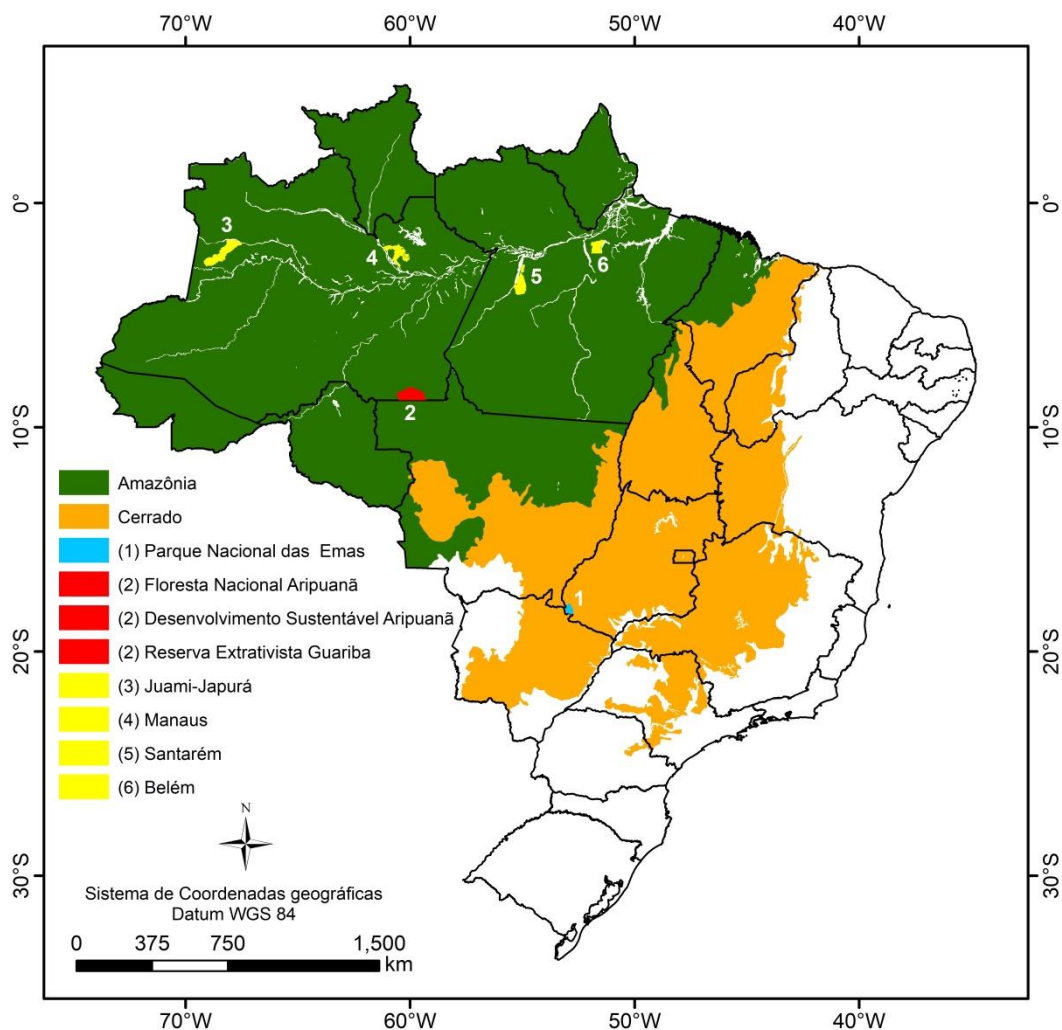 70°W 60°W 50°W 40°W
0° 0°
3
4
5
6
2
10°S 10°S
Amazônia
Cerrado
(1) Parque Nacional das Emas
(2) Floresta Nacional Aripuanã
(2) Desenvolvimento Sustentável Aripuanã
(2) Reserva Extrativista Guariba
(3) Juami-Japurá
(4) Manaus
(5) Santarém
(6) Belém
1
20°S 20°S
N
30°S 30°S
Sistema de Coordenadas geográficas
Datum WGS 84
0 375 750 1,500
km
70°W 60°W 50°W 40°W